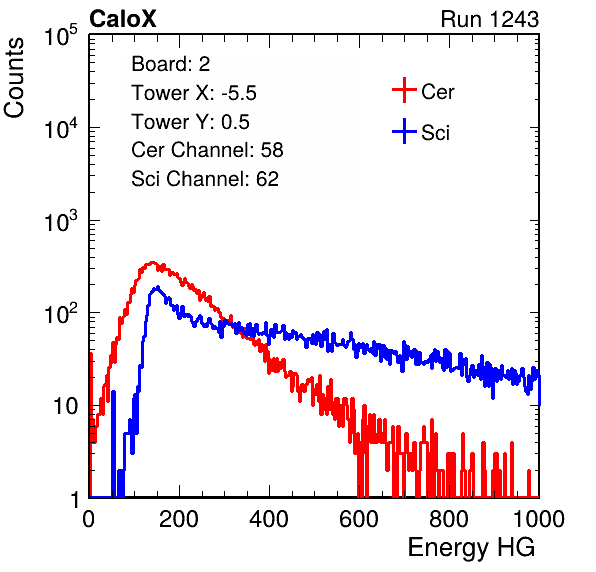 CaloX Run 1243
Counts
Board: 2
Tower X: -5.5
Tower Y: 0.5
Cer Channel: 58
Sci Channel: 62
Cer
Sci
10^5
10^4
10^3
10^2
10
1
0 200 400 600 800 1000
Energy HG